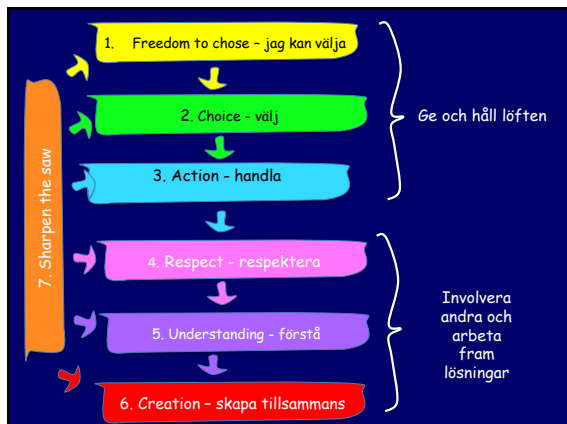 1. Freedom to chose – jag kan välja
2. Choice - välj
3. Action - handla
4. Respect - respektera
5. Understanding - förstå
6. Creation – skapa tillsammans
7. Sharpen the saw
Ge och håll löften
Involvera
andra och
arbeta
fram
lösningar